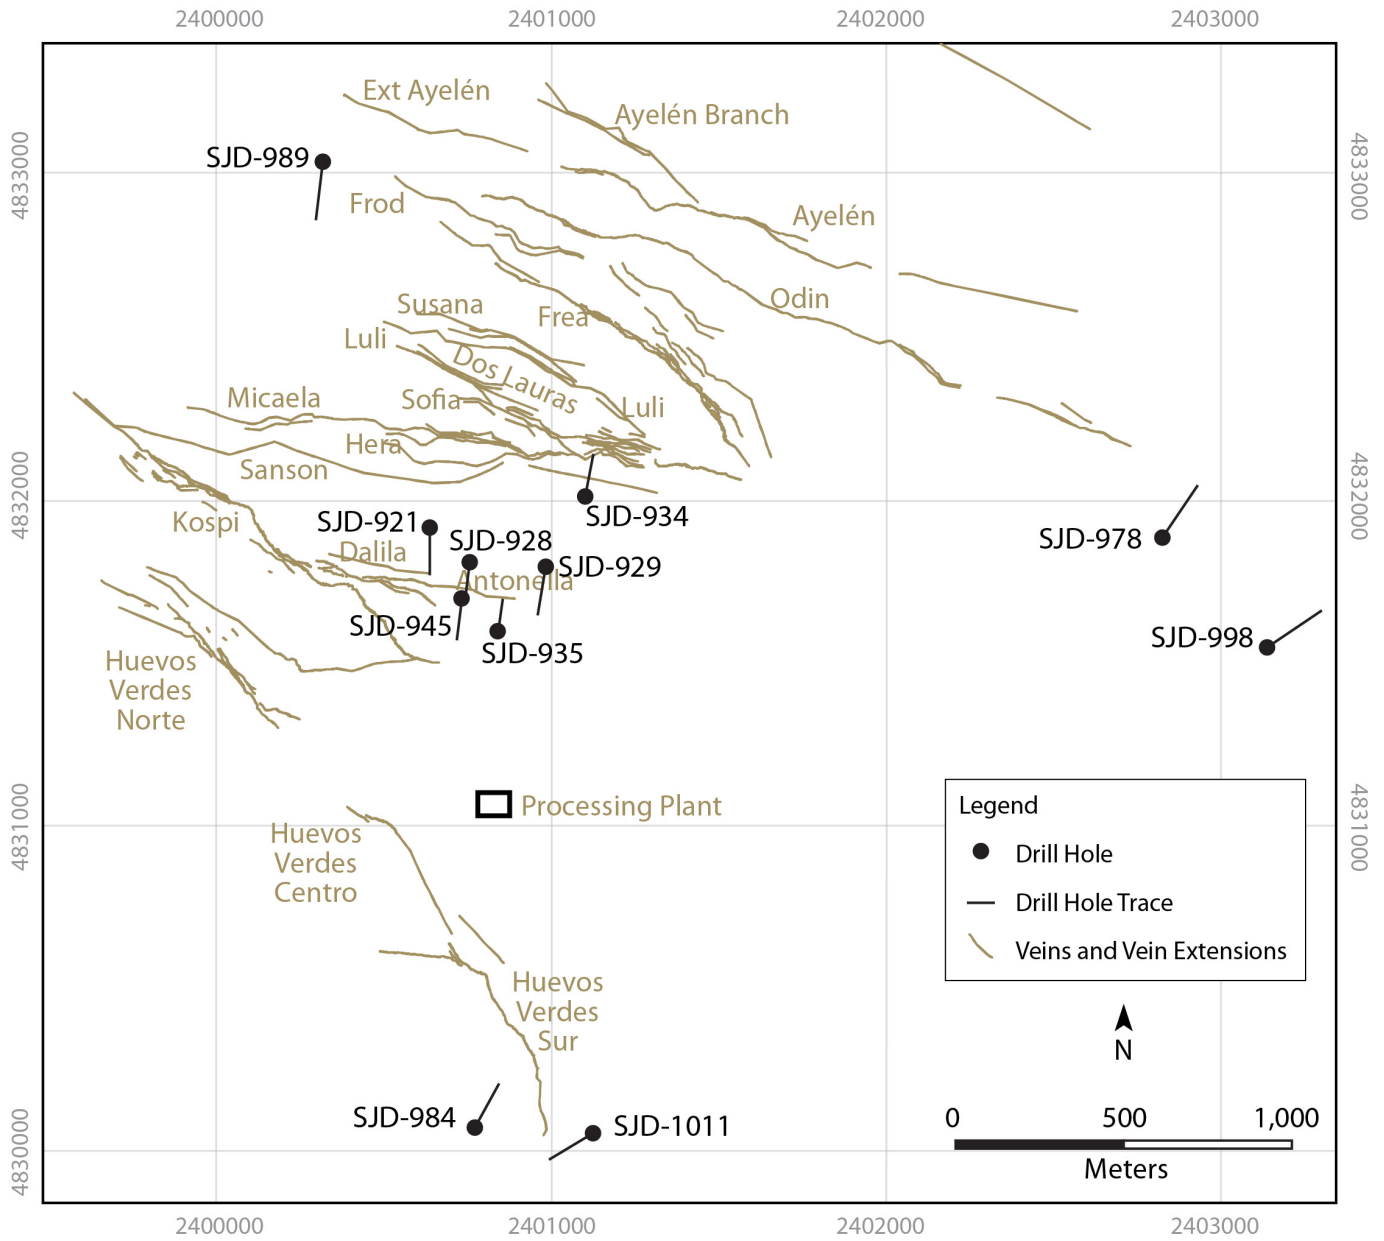 2400000 2401000 2402000 2403000
Ext Ayelén
Ayelén Branch
4833000
4833000
SJD-989
Frod
Ayelén
Odin
Susana
Frea
Luli
Dos Lauras
Micaela
Sofia
Luli
Hera
Sanson
4832000
4832000
Kospi
SJD-921
SJD-934
SJD-978
Dalila
SJD-928
SJD-929
Antonella
SJD-945
SJD-935
SJD-998
Huevos
Verdes
Norte
4831000
4831000
Processing Plant
Huevos
Verdes
Centro
Legend
Drill Hole
Drill Hole Trace
Veins and Vein Extensions
Huevos
Verdes
Sur
N
SJD-984
SJD-1011
0 500 1,000
Meters
4830000
2400000 2401000 2402000 2403000